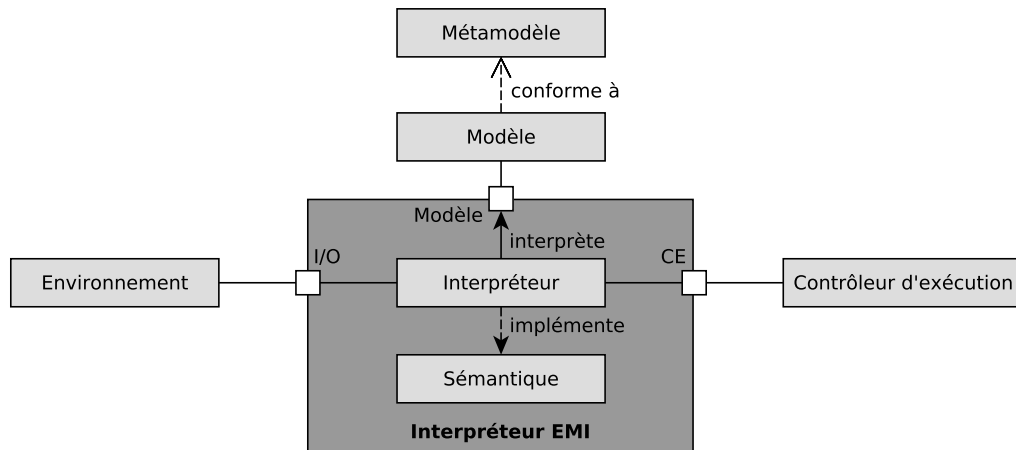 Métamodèle
conforme à
Modèle
Modèle
interprète
I/O
CE
Environnement
Interpréteur
Contrôleur d'exécution
implémente
Sémantique
Interpréteur EMI